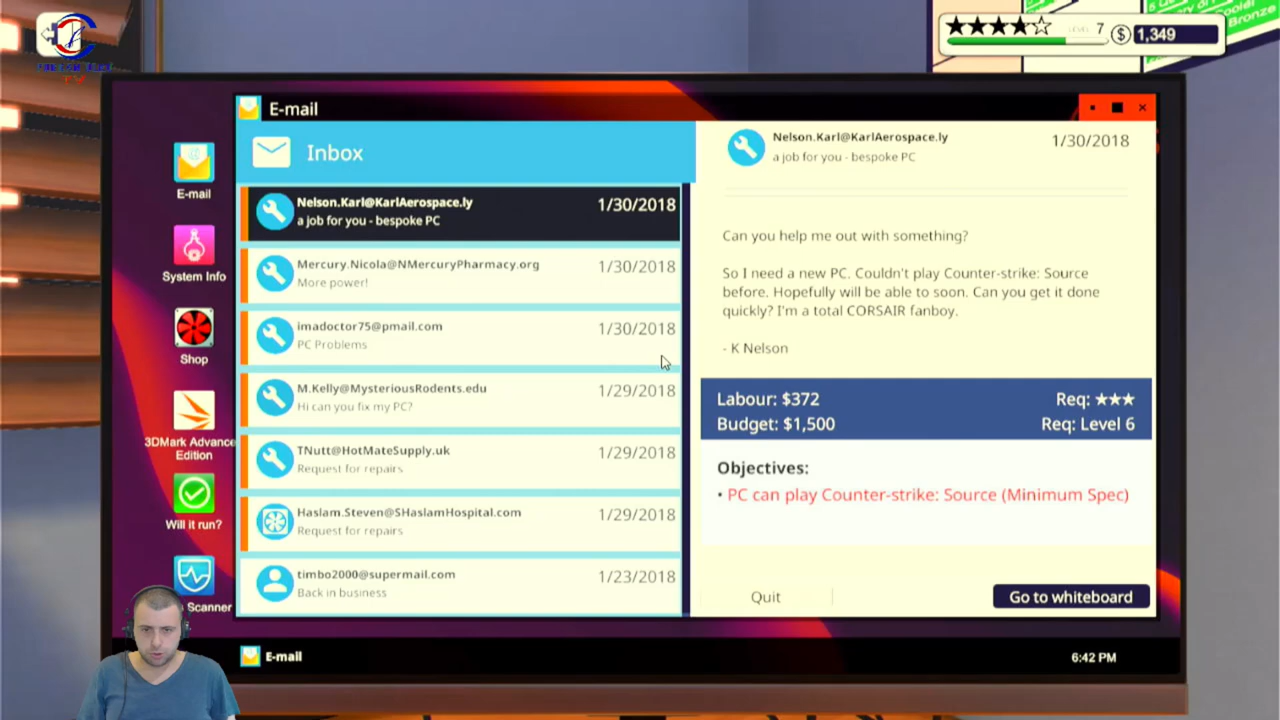 LEVEL 7 $ 1,349
Bronze
E-mail
Inbox
Nelson.Karl@KarlAerospace.ly 1/30/2018
a job for you - bespoke PC
Mercury.Nicola@NMercuryPharmacy.org 1/30/2018
More power!
imadoctor75@pmail.com 1/30/2018
PC Problems
M.Kelly@MysteriousRodents.edu 1/29/2018
Hi can you fix my PC?
TNutt@HotMateSupply.uk 1/29/2018
Request for repairs
Haslam.Steven@SHaslamHospital.com 1/29/2018
Request for repairs
timbo2000@supermail.com 1/23/2018
Back in business
Nelson.Karl@KarlAerospace.ly 1/30/2018
a job for you - bespoke PC
Can you help me out with something?
So I need a new PC. Couldn't play Counter-strike: Source
before. Hopefully will be able to soon. Can you get it done
quickly? I'm a total CORSAIR fanboy.
- K Nelson
Labour: $372 Req: ★★★
Budget: $1,500 Req: Level 6
Objectives:
• PC can play Counter-strike: Source (Minimum Spec)
Quit
Go to whiteboard
E-mail
System Info
Shop
3DMark Advance
Edition
Will it run?
Scanner
E-mail
6:42 PM